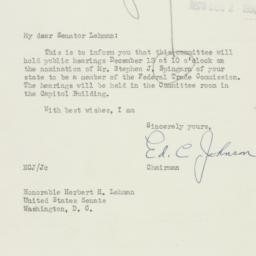 My dear Senator Lehman:
This is to inform you that this committee will
hold public hearings December 13 at 10 o'clock on
the nomination of Mr. Stephen J. Spingarn of your
state to be a member of the Federal Trade Commission.
The hearings will be held in the Committee room in
the Capitol Building.
With best wishes, I am
Sincerely yours,
Ed. C. Johnson
Chairman
ECJ/Jc
Honorable Herbert H. Lehman
United States Senate
Washington, D. C.